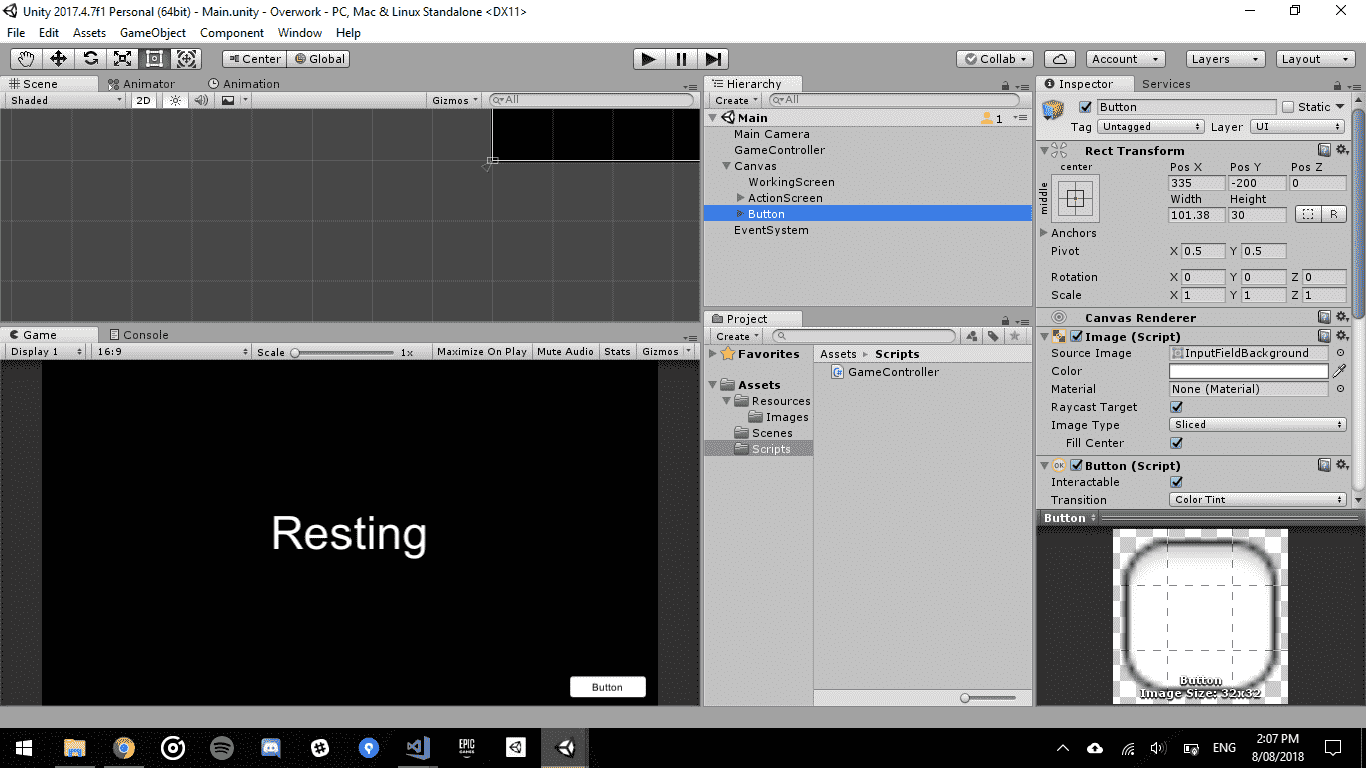 Unity 2017.4.7f1 Personal (64bit) - Main.unity - Overwork - PC, Mac & Linux Standalone <DX11>
File Edit Assets GameObject Component Window Help
Center Global Collab Account Layers Layout
Scene Animator Animation
Shaded 2D Gizmos All
Hierarchy
Create All
Main 1
Main Camera
GameController
Canvas
WorkingScreen
ActionScreen
Button
EventSystem
Game Console
Display 1 16:9 Scale 1x Maximize On Play Mute Audio Stats Gizmos
Resting
Button
Project
Create
Favorites
Assets
Resources
Images
Scenes
Scripts
Assets Scripts
GameController
Inspector Services
Button Static
Tag Untagged Layer UI
Rect Transform
center Pos X Pos Y Pos Z
middle 335 -200 0
Width Height
101.38 30 R
Anchors
Pivot X 0.5 Y 0.5
Rotation X 0 Y 0 Z 0
Scale X 1 Y 1 Z 1
Canvas Renderer
Image (Script)
Source Image InputFieldBackground
Color
Material None (Material)
Raycast Target
Image Type Sliced
Fill Center
OK Button (Script)
Interactable
Transition Color Tint
Button
Button
Image Size: 32x32
EPIC GAMES
ENG 2:07 PM
8/08/2018